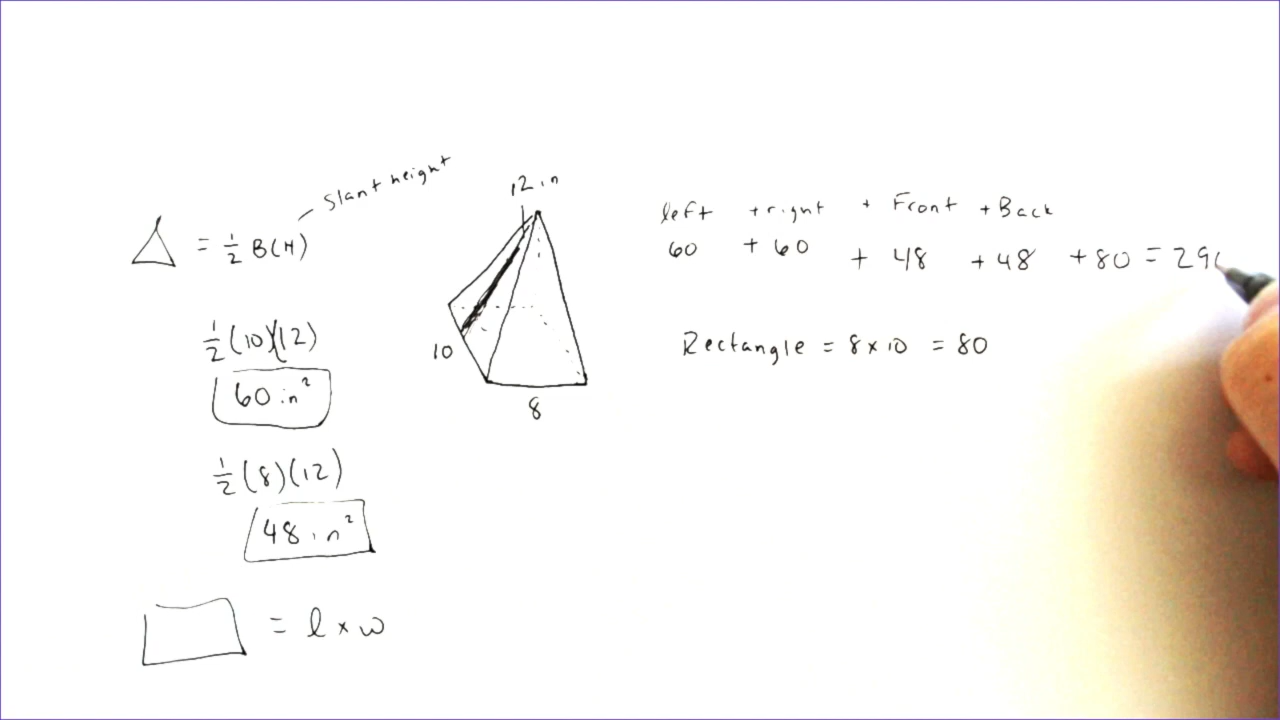 Slant height
= 1/2 B(H)
1/2 (10)(12)
60 in²
1/2 (8)(12)
48 in²
= l x w
12 in
10
8
left + right + Front + Back
60 + 60 + 48 + 48 + 80 = 29
Rectangle = 8 x 10 = 80